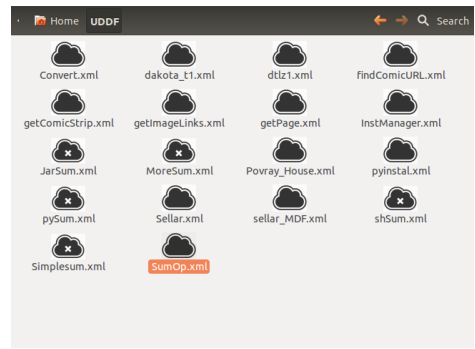 Home UDDF Search
Convert.xml dakota_t1.xml dtlz1.xml findComicURL.xml
getComicStrip.xml getImageLinks.xml getPage.xml InstManager.xml
JarSum.xml MoreSum.xml Povray_House.xml pyinstal.xml
pySum.xml Sellar.xml sellar_MDF.xml shSum.xml
Simplesum.xml SumOp.xml